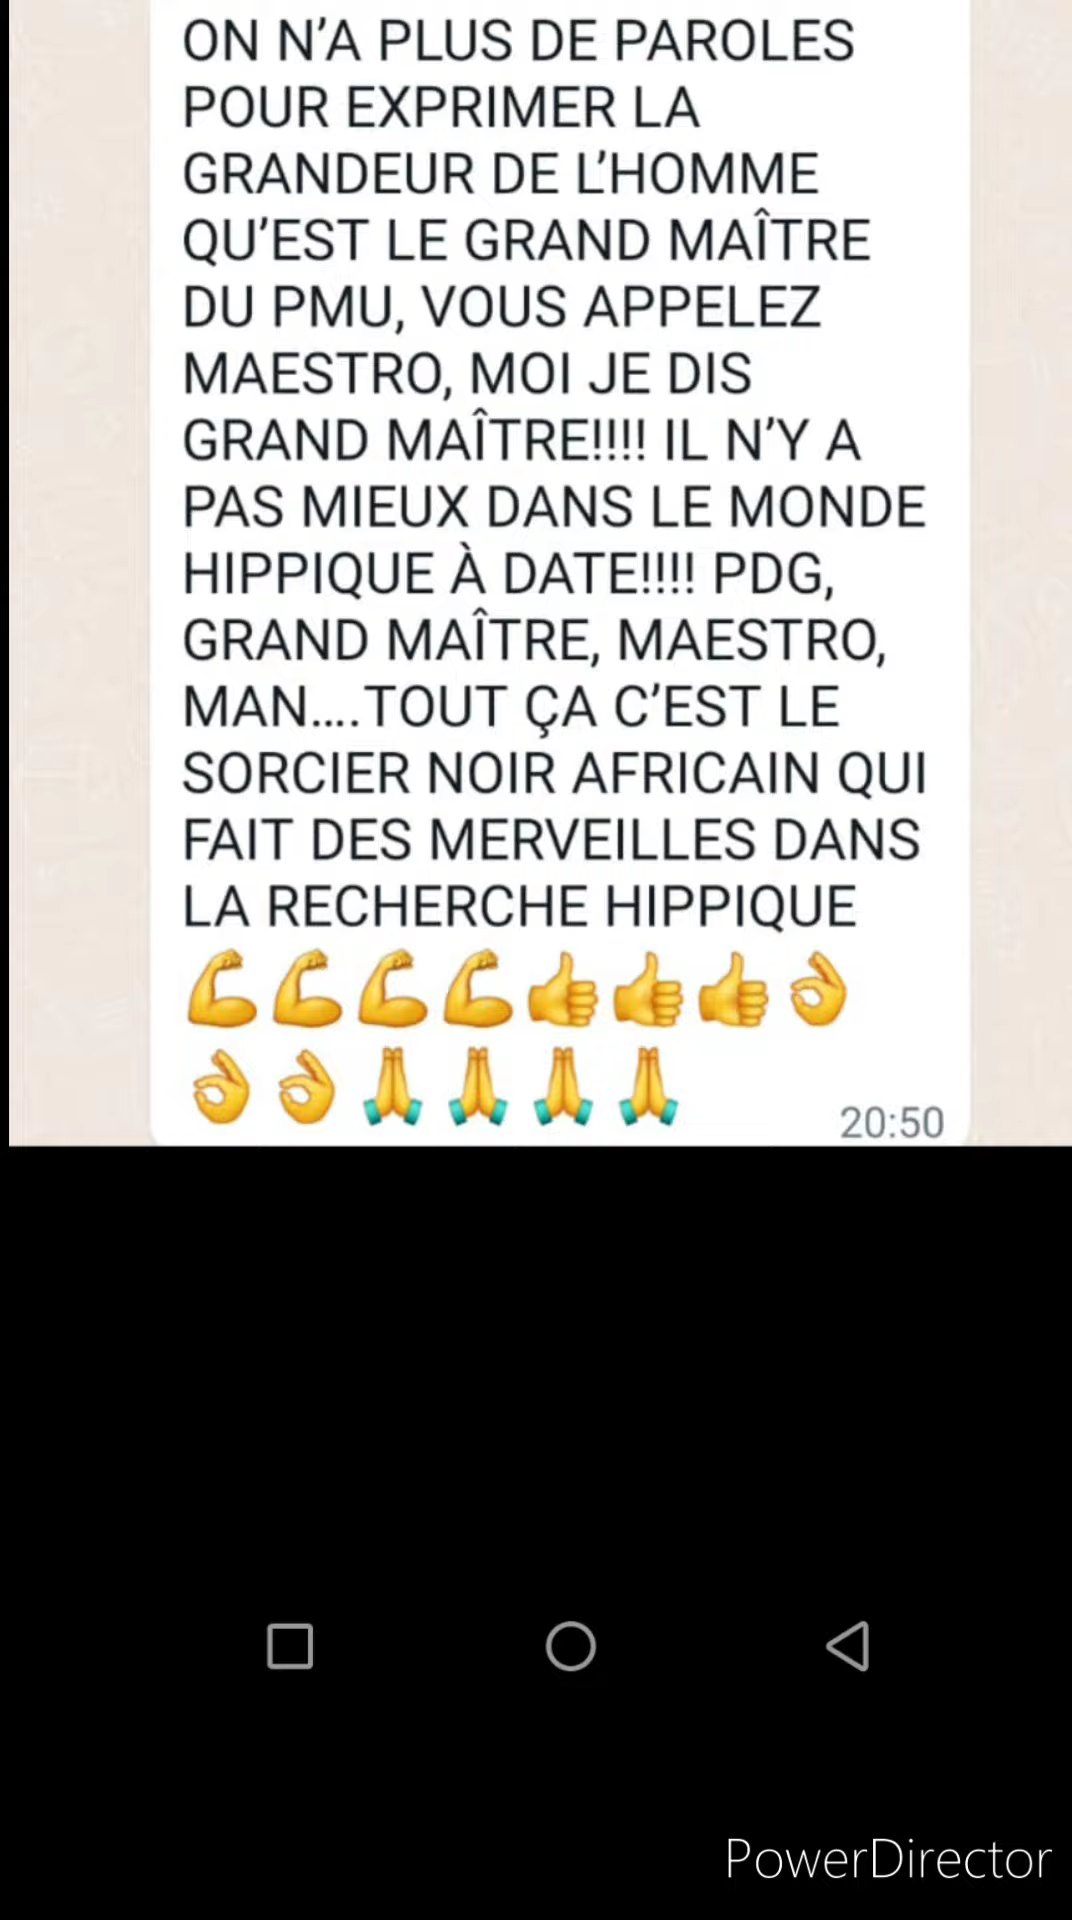 ON N’A PLUS DE PAROLES
POUR EXPRIMER LA
GRANDEUR DE L’HOMME
QU’EST LE GRAND MAÎTRE
DU PMU, VOUS APPELEZ
MAESTRO, MOI JE DIS
GRAND MAÎTRE!!!! IL N’Y A
PAS MIEUX DANS LE MONDE
HIPPIQUE À DATE!!!! PDG,
GRAND MAÎTRE, MAESTRO,
MAN....TOUT ÇA C’EST LE
SORCIER NOIR AFRICAIN QUI
FAIT DES MERVEILLES DANS
LA RECHERCHE HIPPIQUE
💪💪💪💪👍👍👍👌
👌👌🙏🙏🙏🙏
20:50
PowerDirector